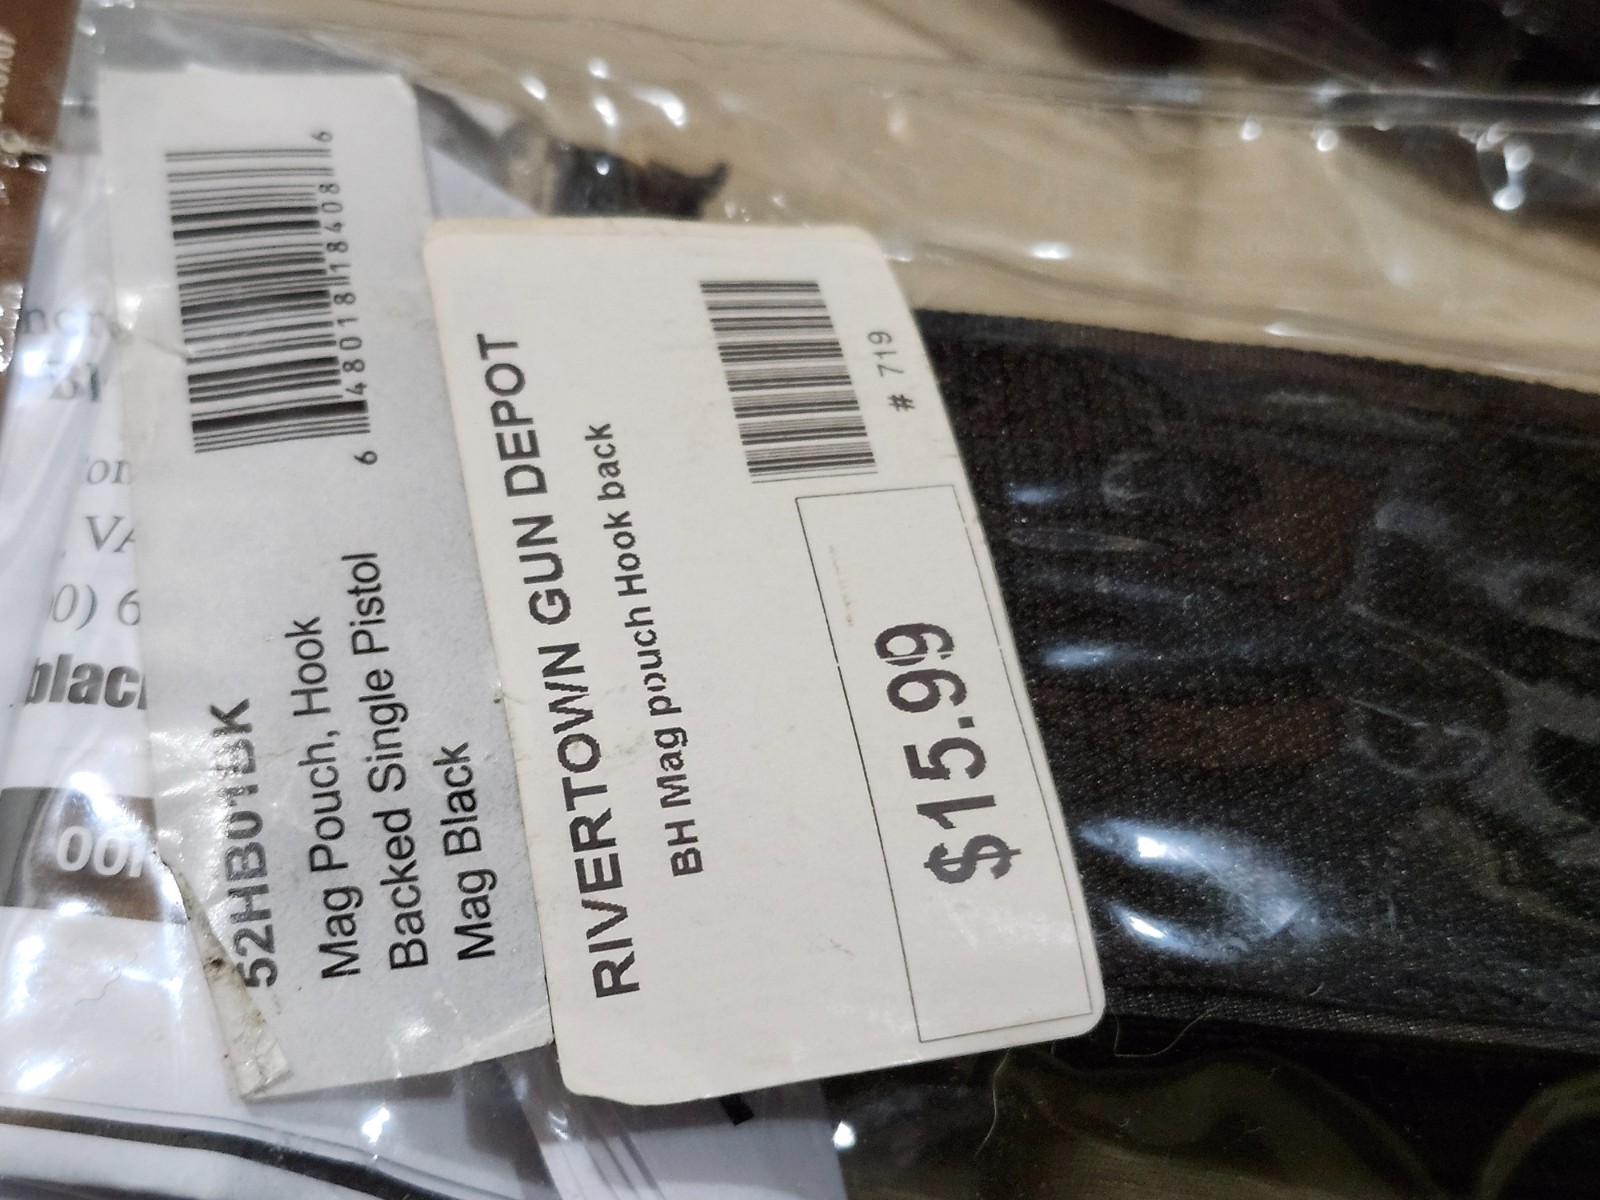 52HB01BK
Mag Pouch, Hook
Backed Single Pistol
Mag Black
6 48018 18408 6
RIVERTOWN GUN DEPOT
BH Mag pouch Hook back
# 719
$15.99